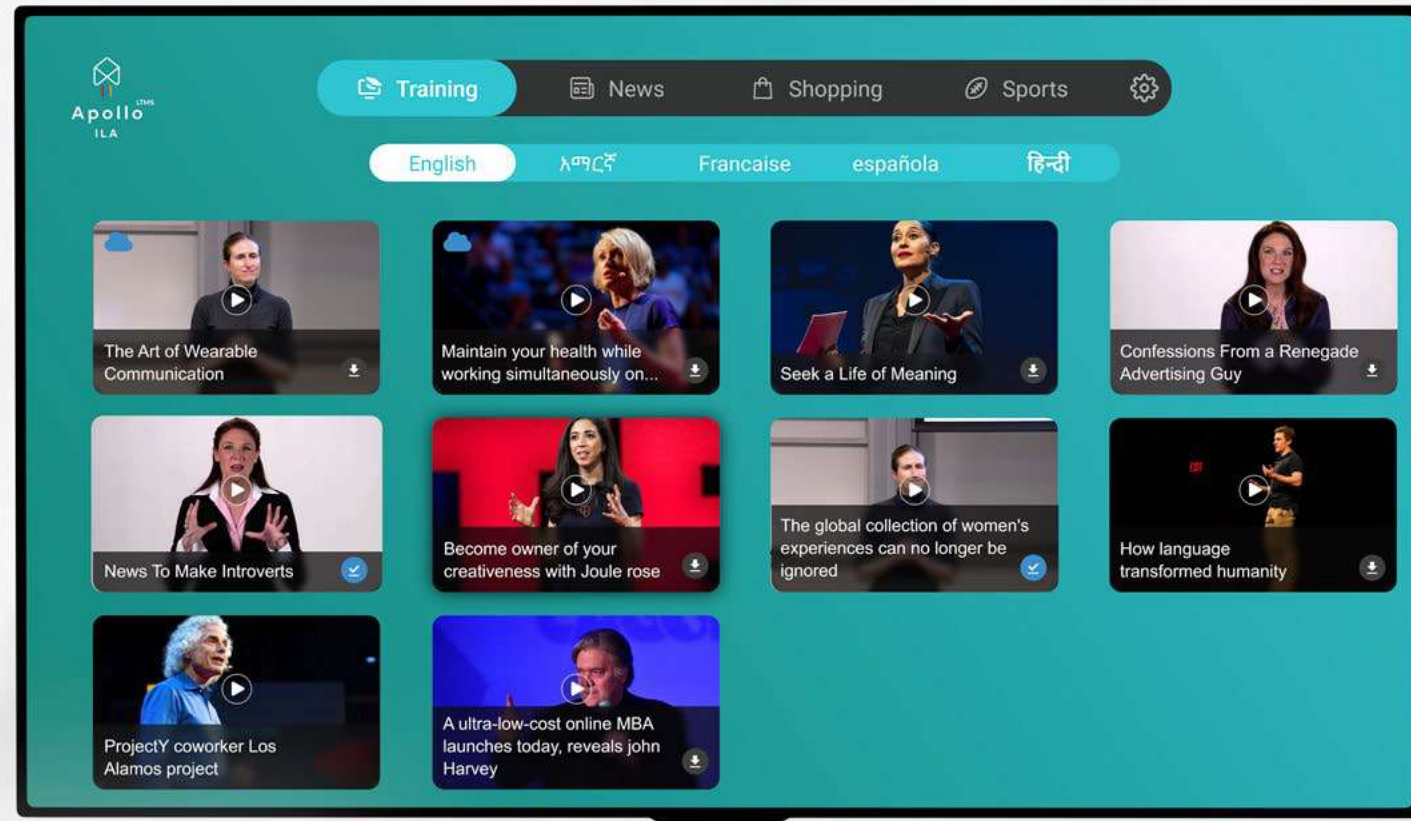 Apollo LTMS
ILA
Training
News
Shopping
Sports
English
አማርኛ
Francaise
española
हिन्दी
The Art of Wearable
Communication
Maintain your health while
working simultaneously on...
Seek a Life of Meaning
Confessions From a Renegade
Advertising Guy
News To Make Introverts
Become owner of your
creativeness with Joule rose
The global collection of women's
experiences can no longer be
ignored
How language
transformed humanity
ProjectY coworker Los
Alamos project
A ultra-low-cost online MBA
launches today, reveals john
Harvey